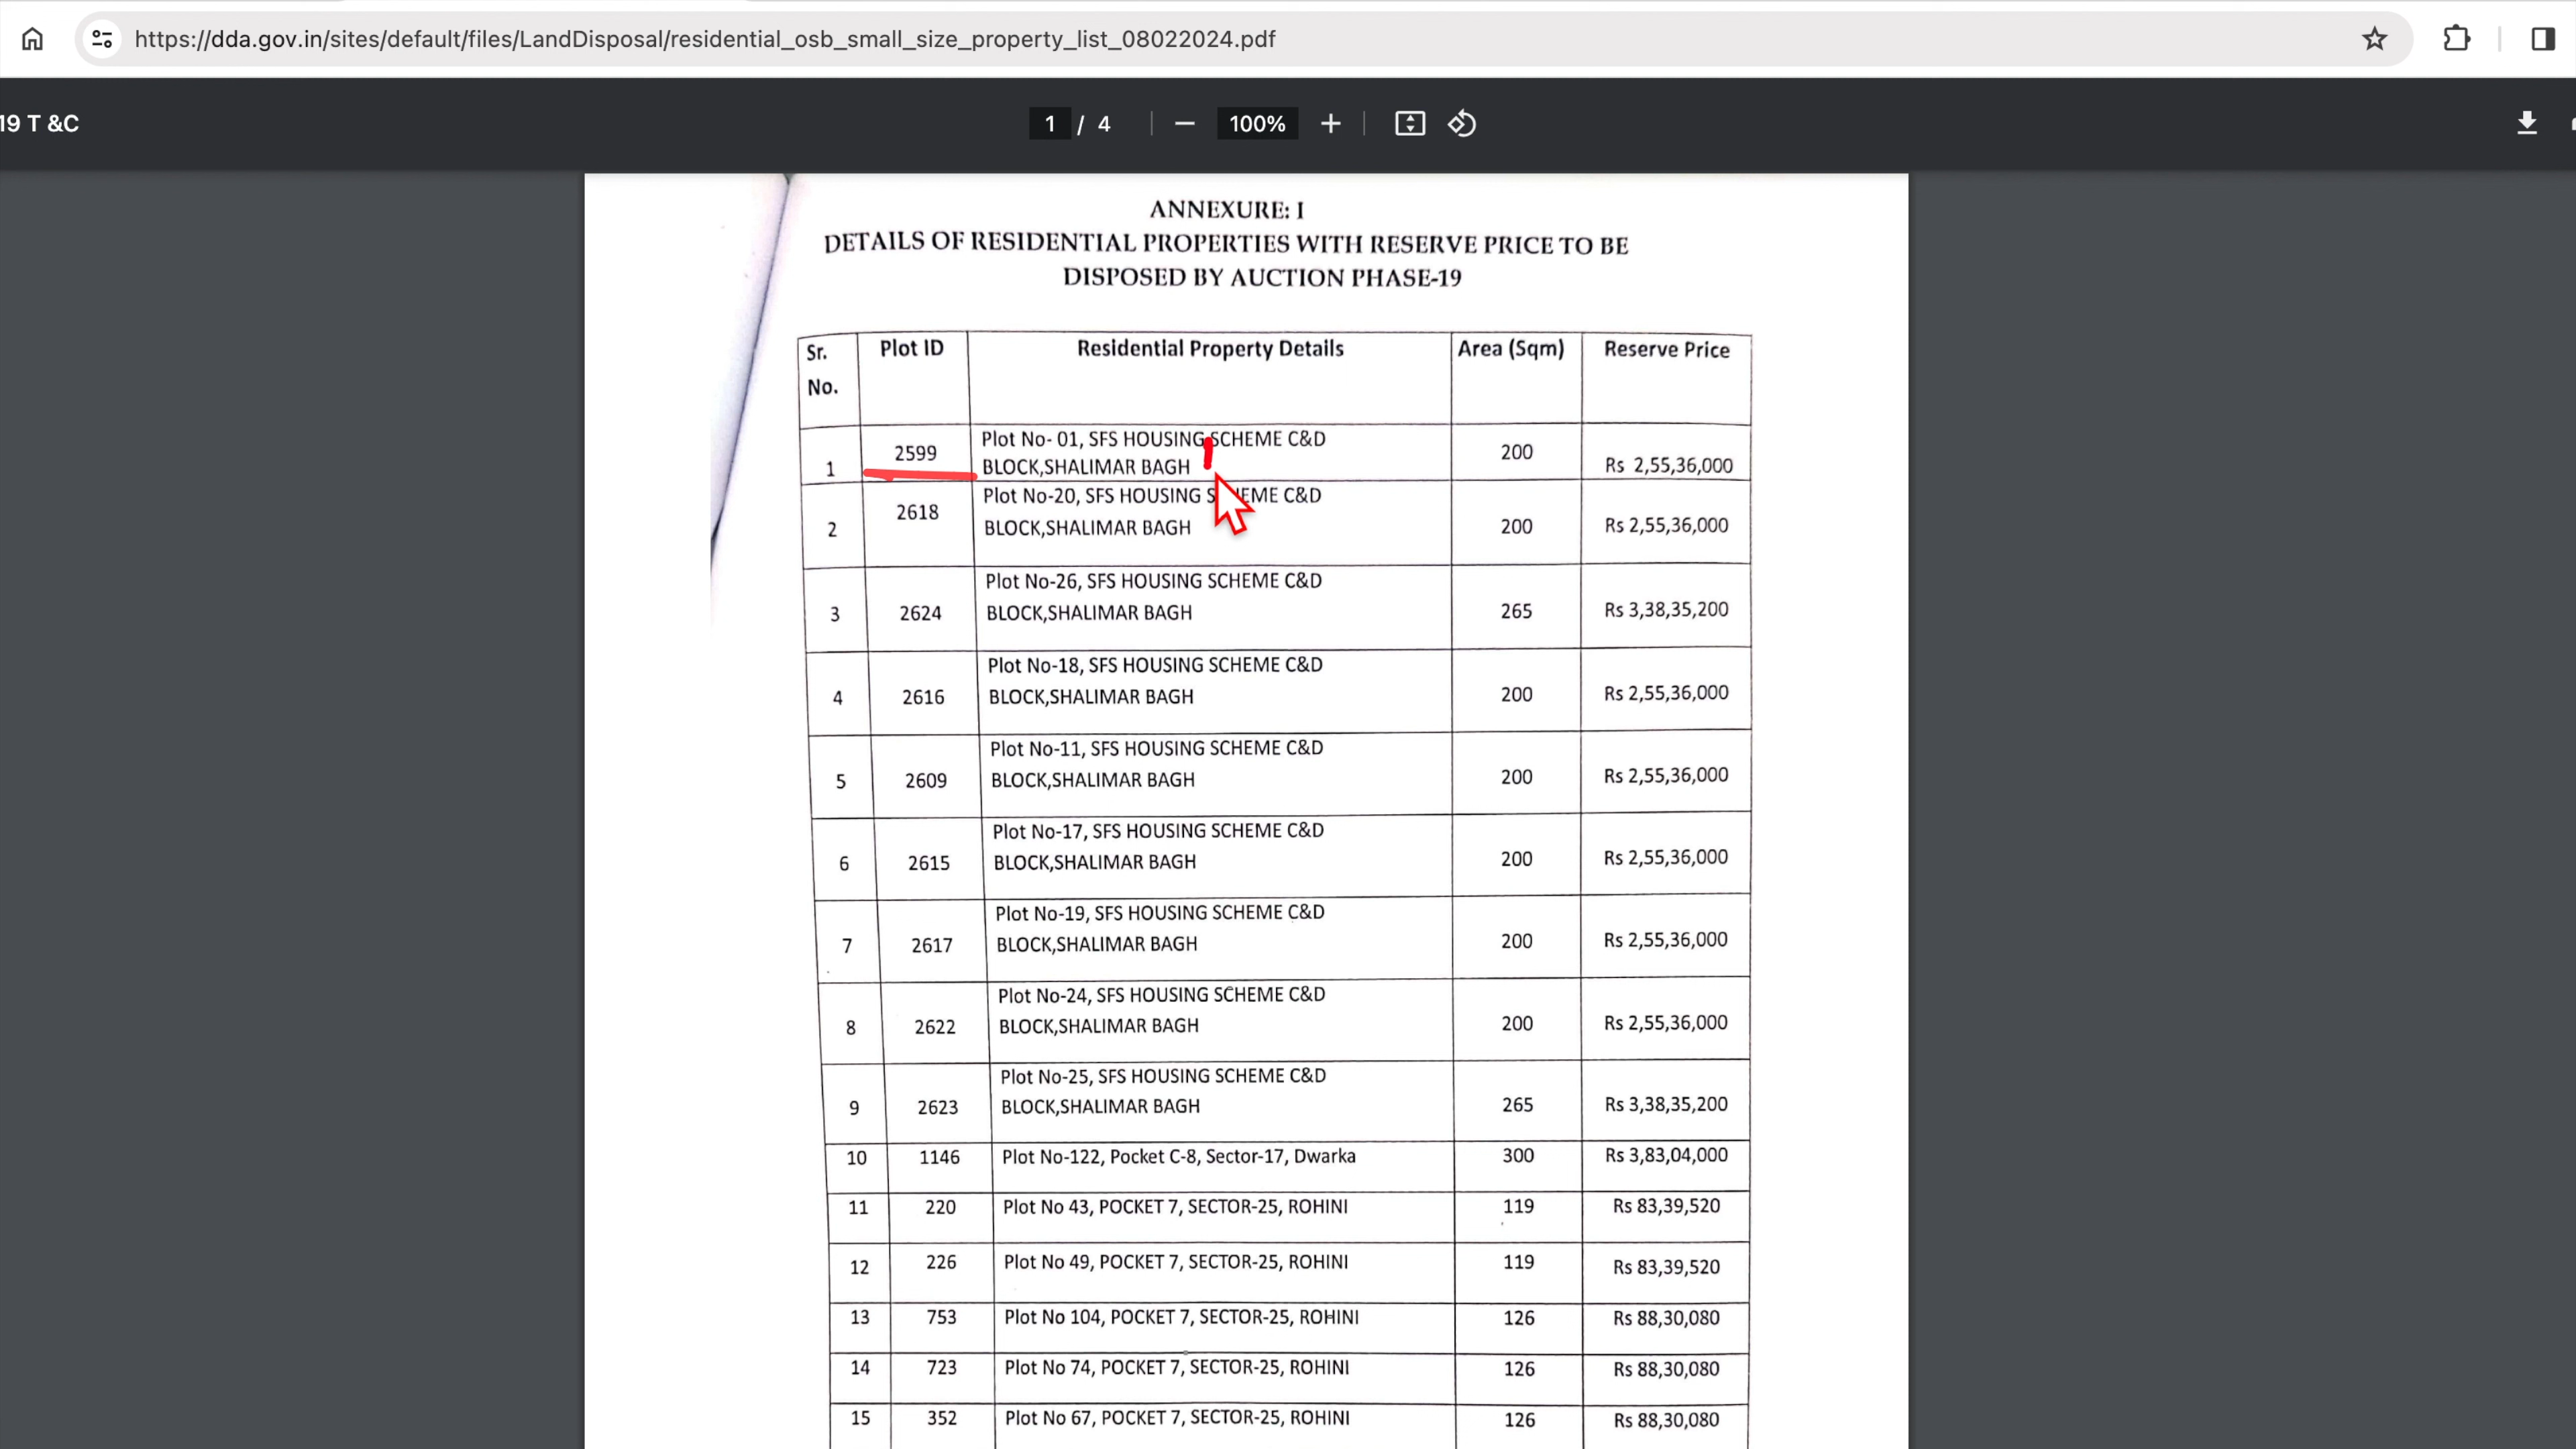 https://dda.gov.in/sites/default/files/LandDisposal/residential_osb_small_size_property_list_08022024.pdf
19 T &C
1 / 4
100%
ANNEXURE: I
DETAILS OF RESIDENTIAL PROPERTIES WITH RESERVE PRICE TO BE
DISPOSED BY AUCTION PHASE-19
Sr. No. Plot ID Residential Property Details Area (Sqm) Reserve Price
1 2599 Plot No- 01, SFS HOUSING SCHEME C&D
BLOCK,SHALIMAR BAGH 200 Rs 2,55,36,000
2 2618 Plot No-20, SFS HOUSING SCHEME C&D
BLOCK,SHALIMAR BAGH 200 Rs 2,55,36,000
3 2624 Plot No-26, SFS HOUSING SCHEME C&D
BLOCK,SHALIMAR BAGH 265 Rs 3,38,35,200
4 2616 Plot No-18, SFS HOUSING SCHEME C&D
BLOCK,SHALIMAR BAGH 200 Rs 2,55,36,000
5 2609 Plot No-11, SFS HOUSING SCHEME C&D
BLOCK,SHALIMAR BAGH 200 Rs 2,55,36,000
6 2615 Plot No-17, SFS HOUSING SCHEME C&D
BLOCK,SHALIMAR BAGH 200 Rs 2,55,36,000
7 2617 Plot No-19, SFS HOUSING SCHEME C&D
BLOCK,SHALIMAR BAGH 200 Rs 2,55,36,000
8 2622 Plot No-24, SFS HOUSING SCHEME C&D
BLOCK,SHALIMAR BAGH 200 Rs 2,55,36,000
9 2623 Plot No-25, SFS HOUSING SCHEME C&D
BLOCK,SHALIMAR BAGH 265 Rs 3,38,35,200
10 1146 Plot No-122, Pocket C-8, Sector-17, Dwarka 300 Rs 3,83,04,000
11 220 Plot No 43, POCKET 7, SECTOR-25, ROHINI 119 Rs 83,39,520
12 226 Plot No 49, POCKET 7, SECTOR-25, ROHINI 119 Rs 83,39,520
13 753 Plot No 104, POCKET 7, SECTOR-25, ROHINI 126 Rs 88,30,080
14 723 Plot No 74, POCKET 7, SECTOR-25, ROHINI 126 Rs 88,30,080
15 352 Plot No 67, POCKET 7, SECTOR-25, ROHINI 126 Rs 88,30,080